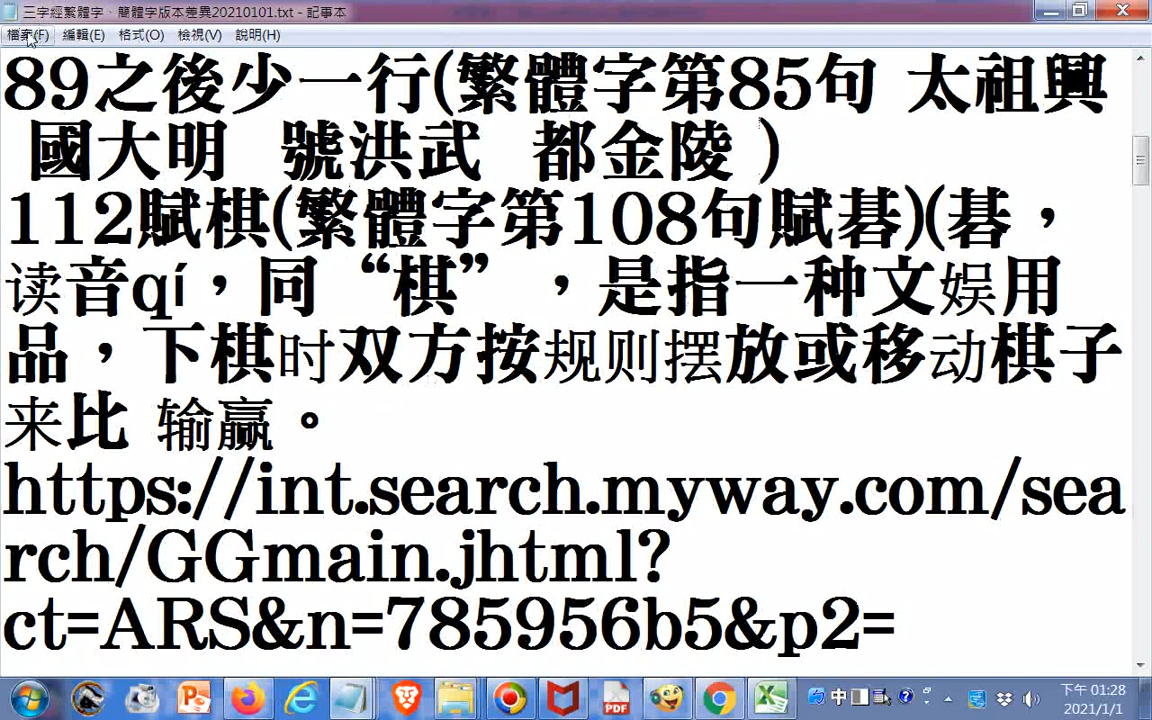 三字經繁體字、簡體字版本差異20210101.txt - 記事本
檔案(F) 編輯(E) 格式(O) 檢視(V) 說明(H)
89之後少一行(繁體字第85句 太祖興
國大明 號洪武 都金陵 )
112賦棋(繁體字第108句賦碁)(碁，
读音qí，同“棋”，是指一种文娱用
品，下棋时双方按规则摆放或移动棋子
来比 输赢。
https://int.search.myway.com/sea
rch/GGmain.jhtml?
ct=ARS&n=785956b5&p2=
中
下午 01:28
2021/1/1